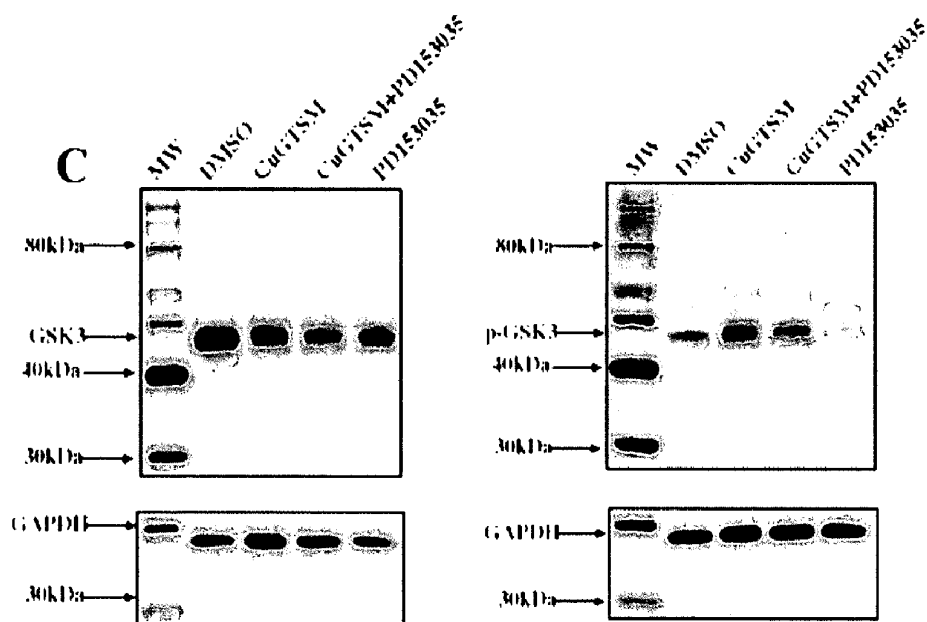 C
MW
DMSO
CuGTSM
CuGTSM+PD153035
PD153035
80kDa
GSK3
40kDa
30kDa
GAPDH
30kDa
MW
DMSO
CuGTSM
CuGTSM+PD153035
PD153035
80kDa
p-GSK3
40kDa
30kDa
GAPDH
30kDa